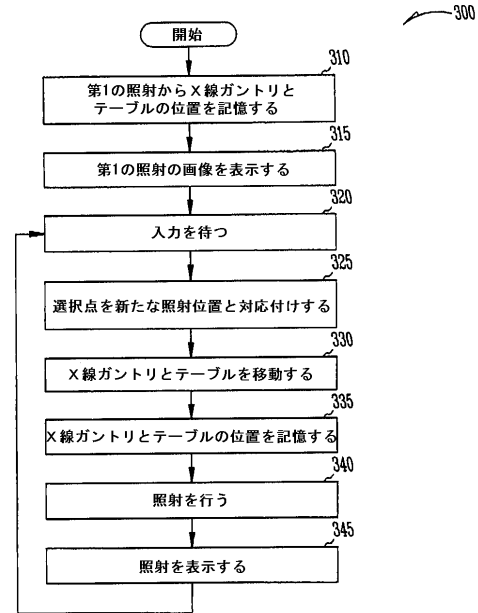 300
開始
310
第1の照射からX線ガントリと
テーブルの位置を記憶する
315
第1の照射の画像を表示する
320
入力を待つ
325
選択点を新たな照射位置と対応付けする
330
X線ガントリとテーブルを移動する
335
X線ガントリとテーブルの位置を記憶する
340
照射を行う
345
照射を表示する